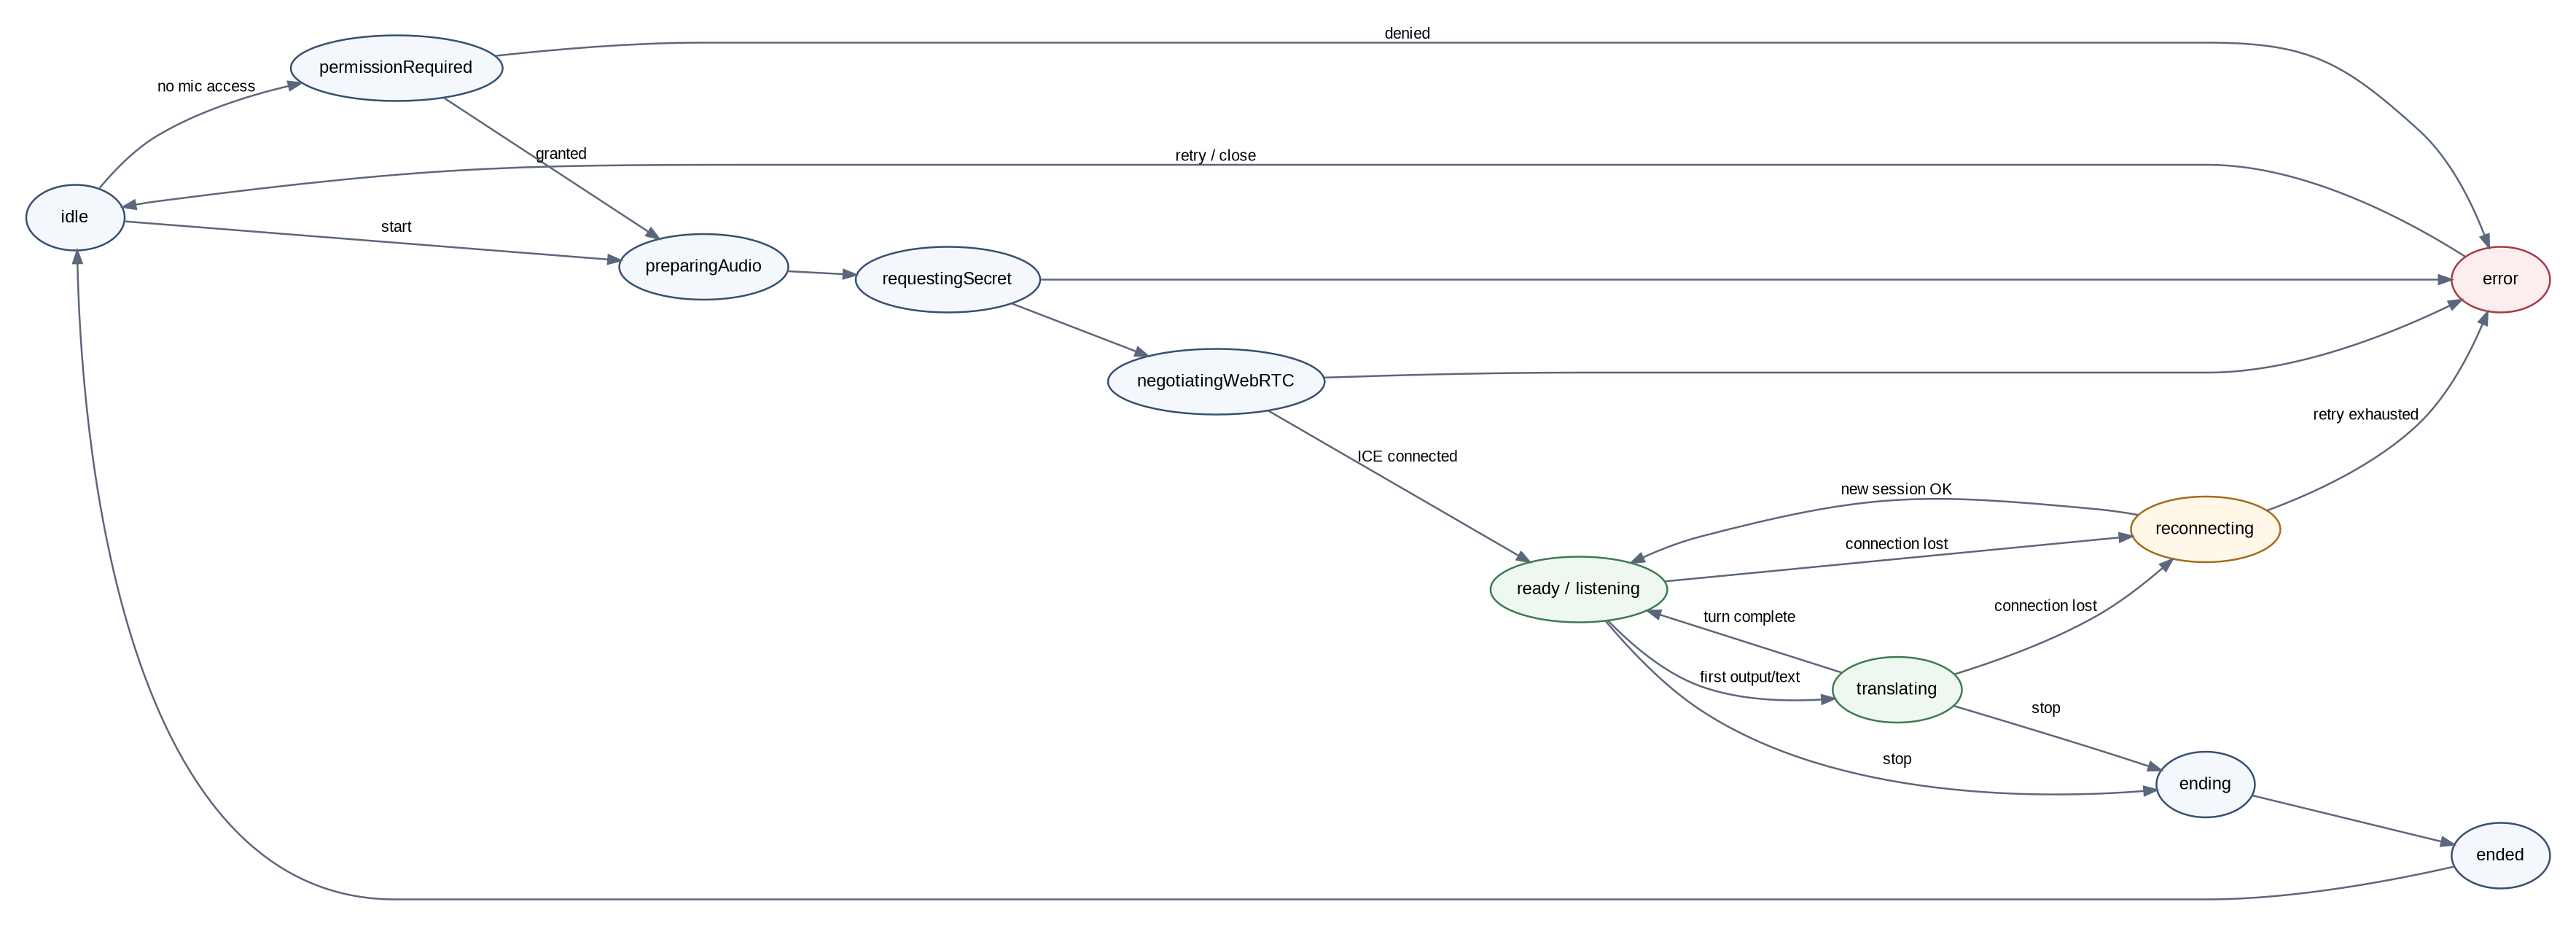 denied
permissionRequired
no mic access
granted
retry / close
idle
start
preparingAudio
requestingSecret
error
negotiatingWebRTC
retry exhausted
ICE connected
new session OK
reconnecting
connection lost
ready / listening
connection lost
turn complete
first output/text
translating
stop
stop
ending
ended